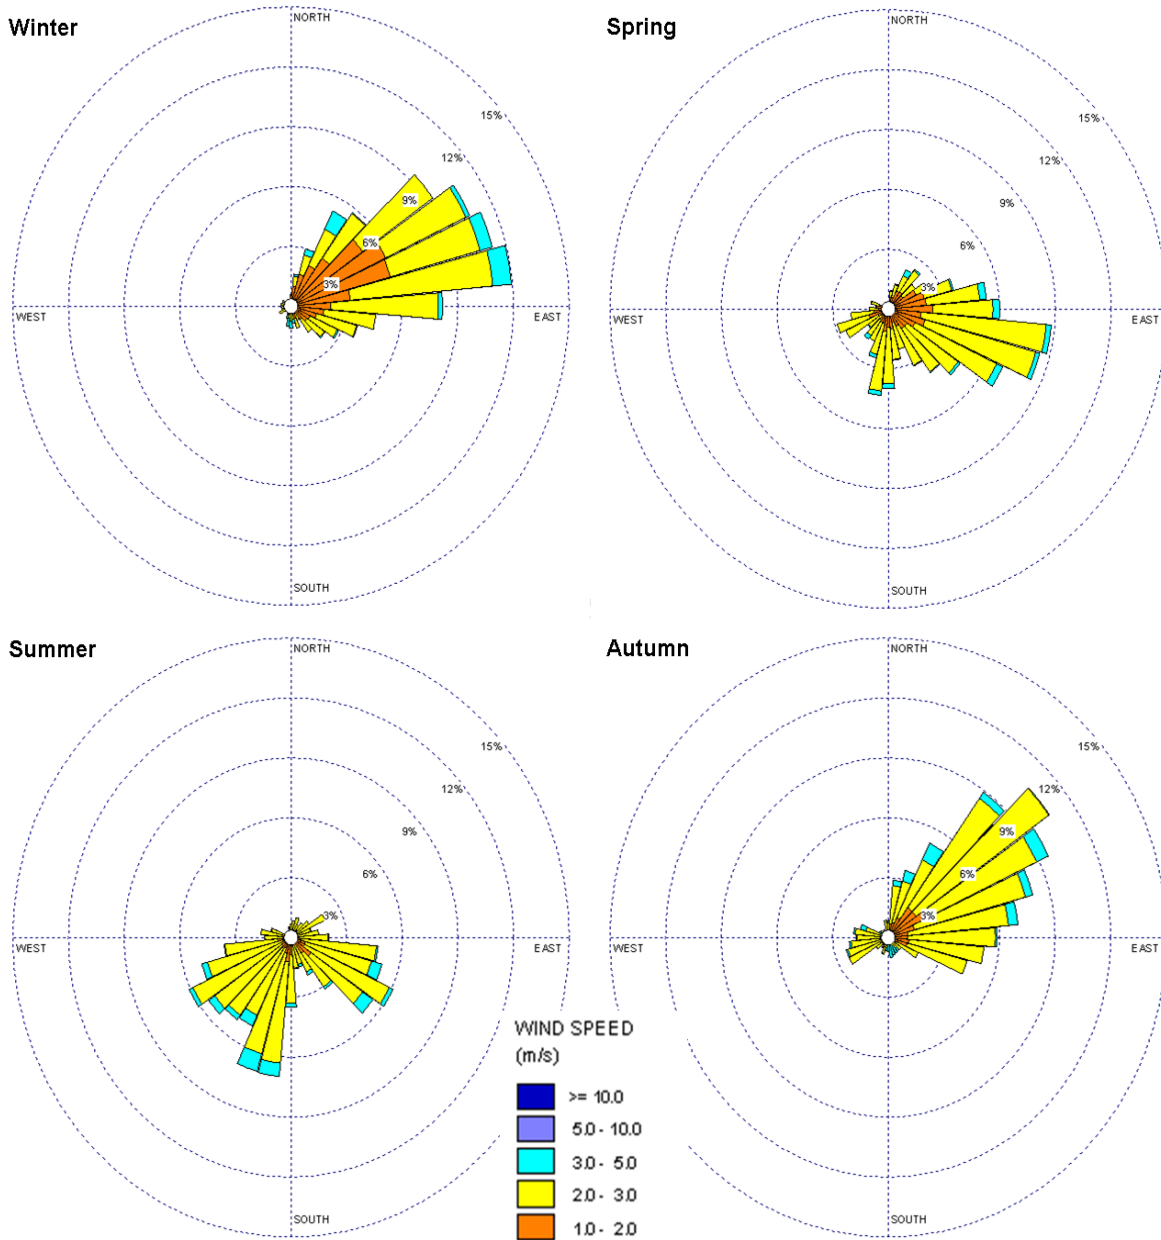 Winter
NORTH
15%
12%
9%
6%
3%
WEST
EAST
SOUTH
Spring
NORTH
15%
12%
9%
6%
3%
WEST
EAST
SOUTH
Summer
NORTH
15%
12%
9%
6%
3%
WEST
EAST
SOUTH
Autumn
NORTH
15%
12%
9%
6%
3%
WEST
EAST
SOUTH
WIND SPEED
(m/s)
>= 10.0
5.0 - 10.0
3.0 - 5.0
2.0 - 3.0
1.0 - 2.0